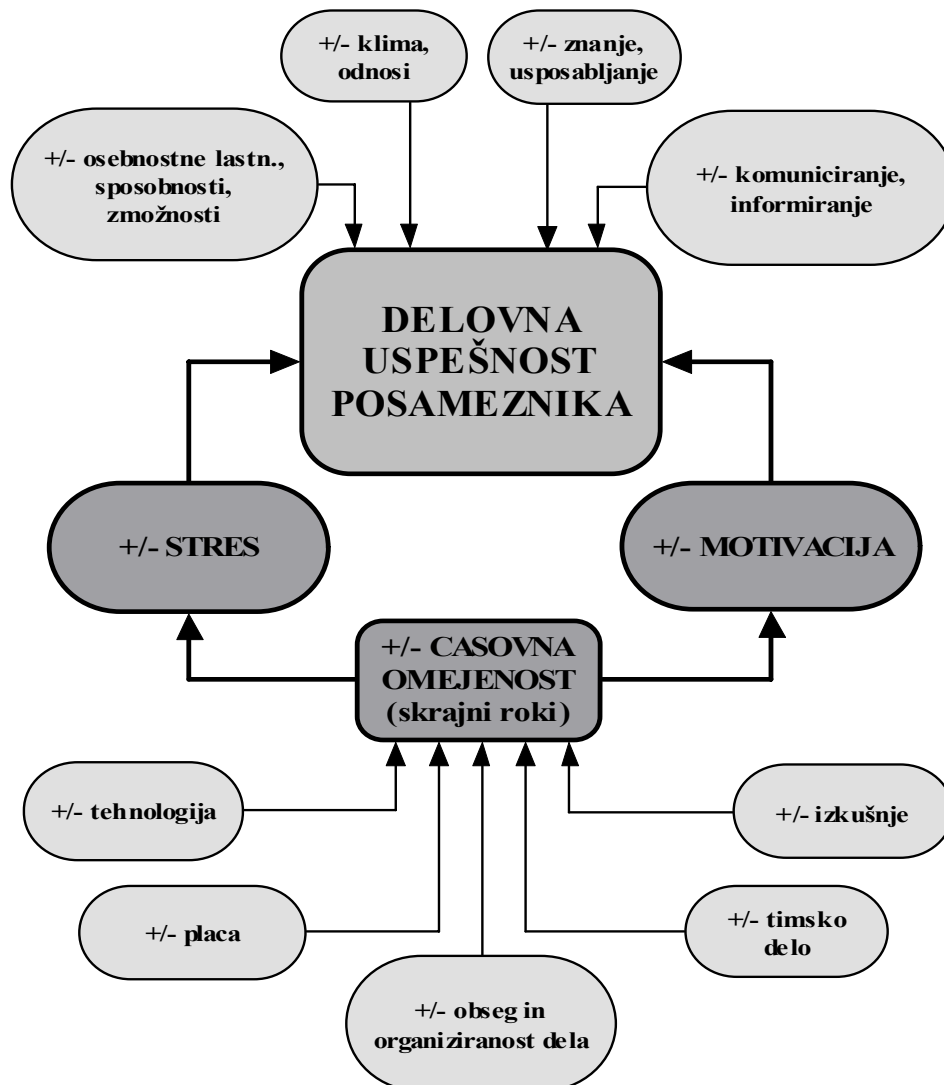 +/- klima,
odnosi
+/- znanje,
usposabljanje
+/- osebnostne lastn.,
sposobnosti,
zmožnosti
+/- komuniciranje,
informiranje
DELOVNA
USPEŠNOST
POSAMEZNIKA
+/- STRES
+/- MOTIVACIJA
+/- CASOVNA
OMEJENOST
(skrajni roki)
+/- tehnologija
+/- izkušnje
+/- placa
+/- timsko
delo
+/- obseg in
organiziranost dela